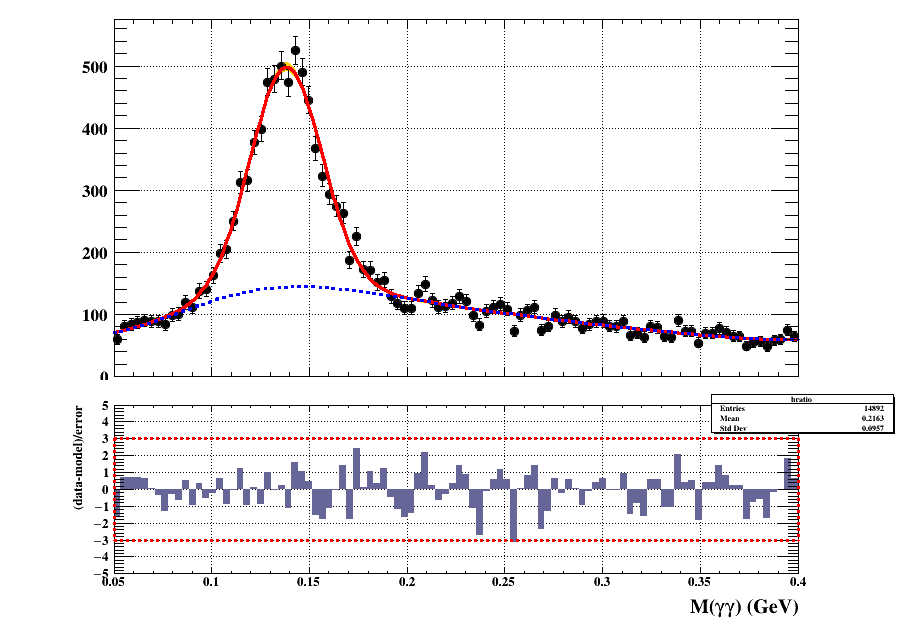 500
400
300
200
100
0
hratio
Entries 14892
Mean 0.2163
Std Dev 0.0957
(data-model)/error
5
4
3
2
1
0
−1
−2
−3
−4
−5
0.05 0.1 0.15 0.2 0.25 0.3 0.35 0.4
M(γγ) (GeV)